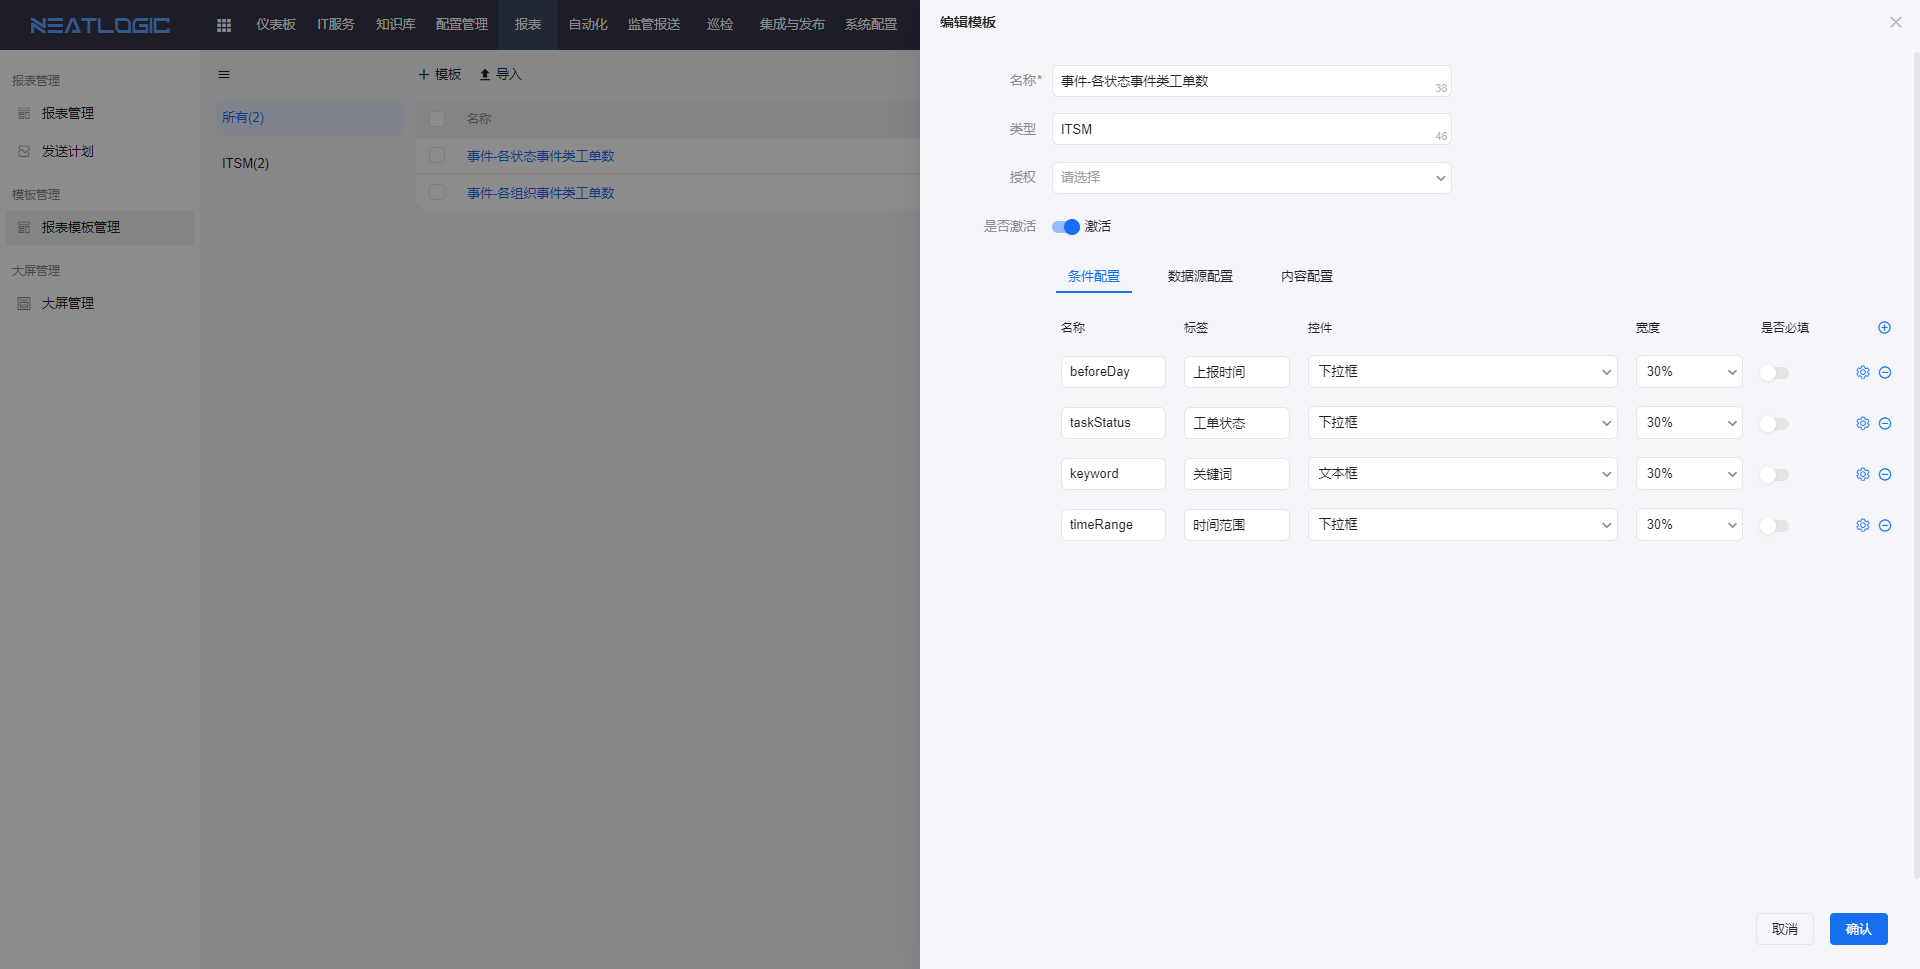 NEATLOGIC
仪表板 IT服务 知识库 配置管理 报表 自动化 监管报送 巡检 集成与发布 系统配置
报表管理
报表管理
发送计划
模板管理
报表模板管理
大屏管理
大屏管理
所有(2)
ITSM(2)
模板 导入
名称
事件-各状态事件类工单数
事件-各组织事件类工单数
编辑模板
名称* 事件-各状态事件类工单数 38
类型 ITSM 46
授权 请选择
是否激活 激活
条件配置 数据源配置 内容配置
名称 标签 控件 宽度 是否必填
beforeDay 上报时间 下拉框 30%
taskStatus 工单状态 下拉框 30%
keyword 关键词 文本框 30%
timeRange 时间范围 下拉框 30%
取消 确认